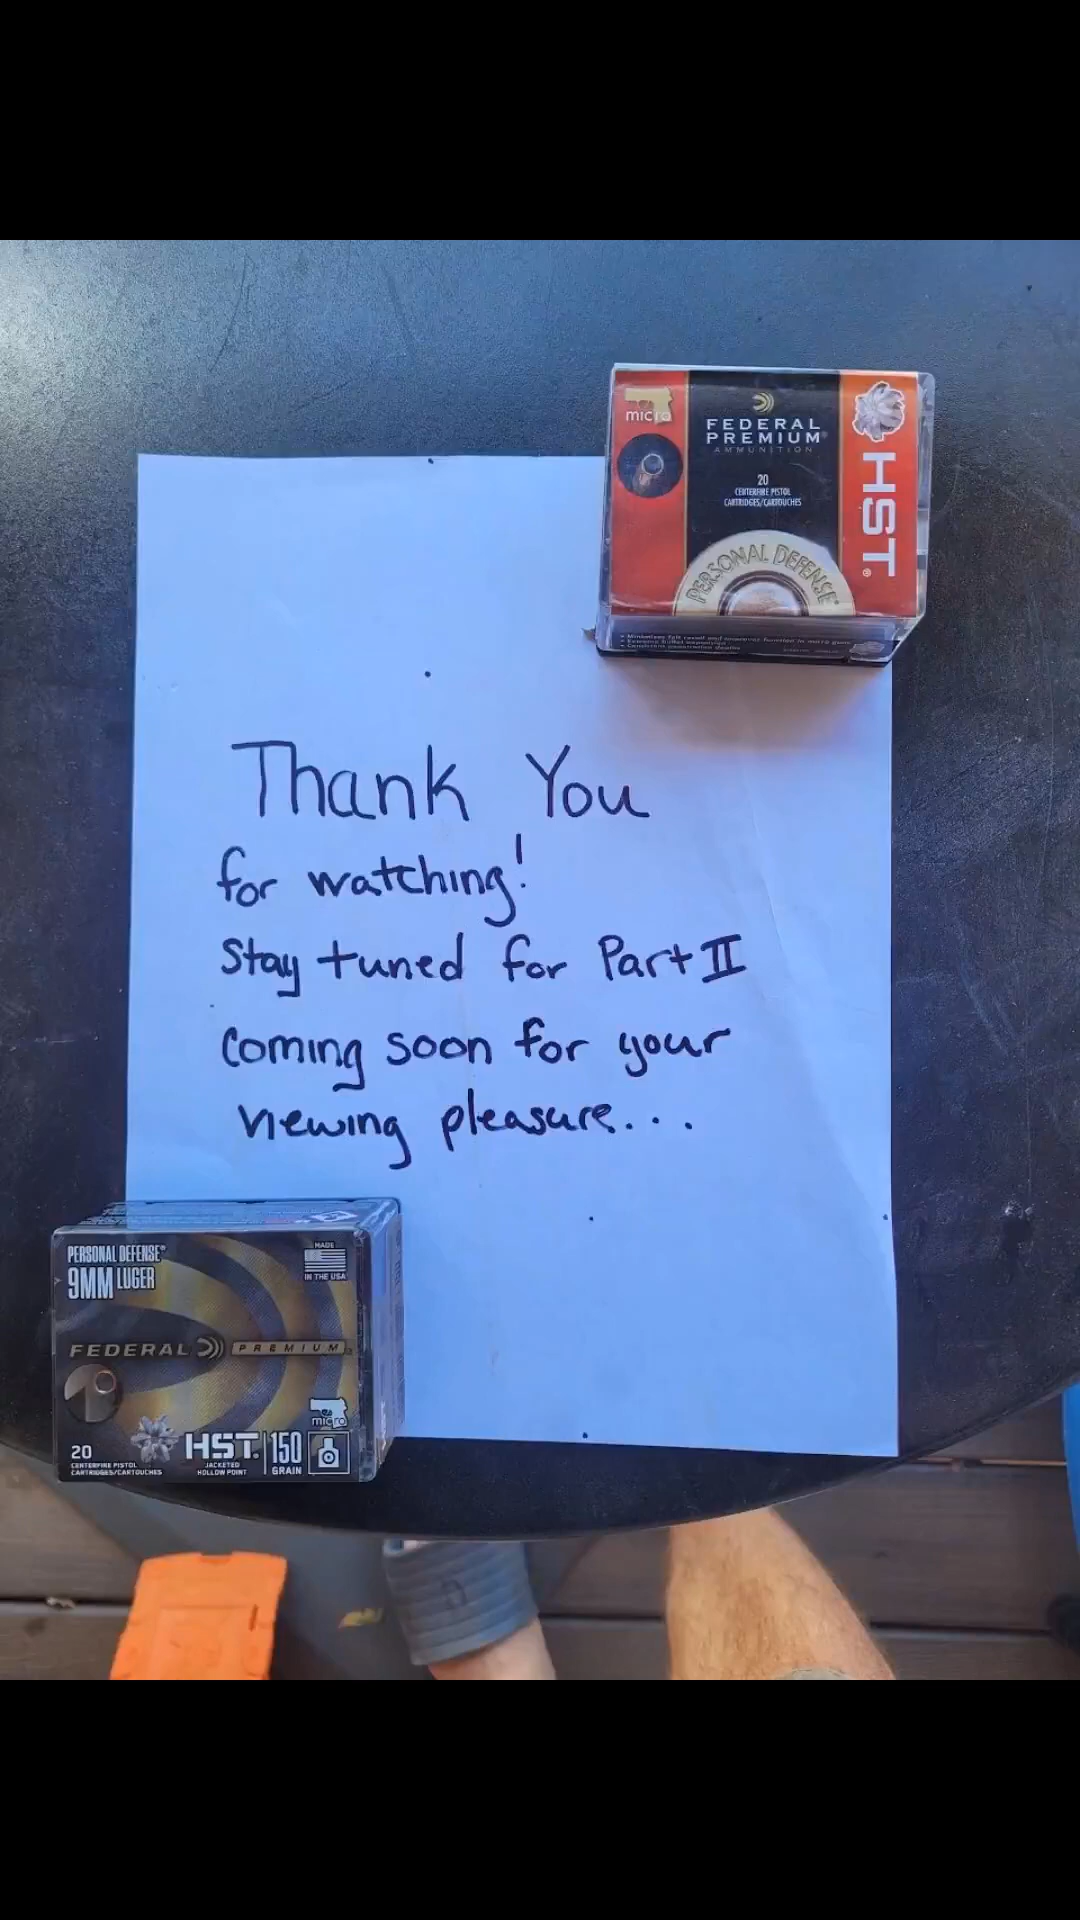 micro
FEDERAL
PREMIUM®
AMMUNITION
20
CENTERFIRE PISTOL
CARTRIDGES/CARTOUCHES
HST®
PERSONAL DEFENSE®
Thank You
for watching!
Stay tuned for Part II
coming soon for your
viewing pleasure...
PERSONAL DEFENSE®
9MM LUGER
MADE
IN THE USA
FEDERAL PREMIUM
micro
HST. 150
JACKETED
HOLLOW POINT
GRAIN
20
CENTERFIRE PISTOL
CARTRIDGES/CARTOUCHES